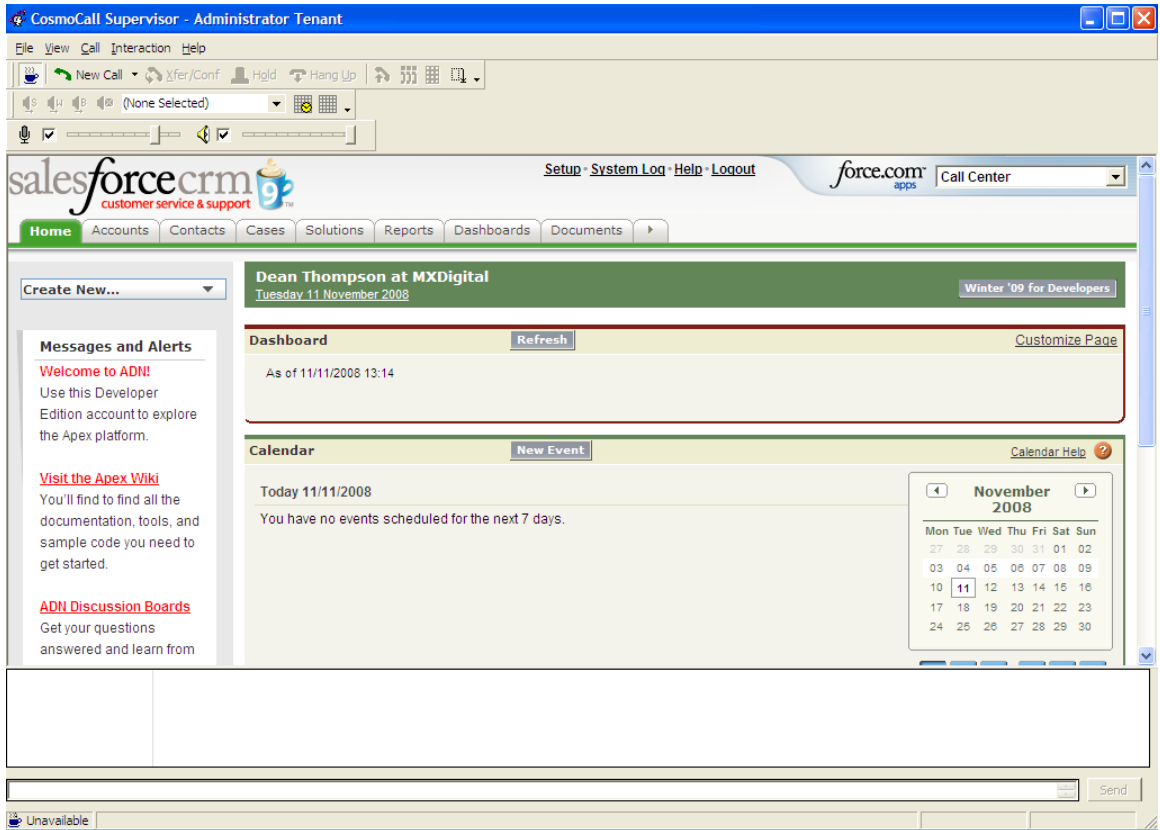 CosmoCall Supervisor - Administrator Tenant
File View Call Interaction Help
New Call Xfer/Conf Hold Hang Up
S W B (None Selected)
salesforcecrm 9 TM
customer service & support
Setup · System Log · Help · Logout
force.com™ apps
Call Center
Home Accounts Contacts Cases Solutions Reports Dashboards Documents
Create New...
Dean Thompson at MXDigital
Tuesday 11 November 2008
Winter '09 for Developers
Messages and Alerts
Welcome to ADN!
Use this Developer
Edition account to explore
the Apex platform.
Visit the Apex Wiki
You'll find to find all the
documentation, tools, and
sample code you need to
get started.
ADN Discussion Boards
Get your questions
answered and learn from
Dashboard Refresh Customize Page
As of 11/11/2008 13:14
Calendar New Event Calendar Help ?
Today 11/11/2008
You have no events scheduled for the next 7 days.
November
2008
Mon Tue Wed Thu Fri Sat Sun
27 28 29 30 31 01 02
03 04 05 06 07 08 09
10 11 12 13 14 15 16
17 18 19 20 21 22 23
24 25 26 27 28 29 30
Send
Unavailable